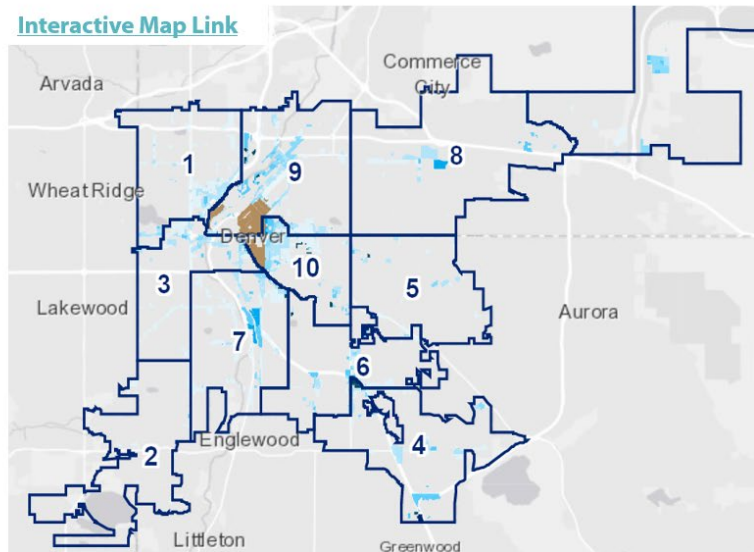 Interactive Map Link
Commerce
City
Arvada
1
9
8
Wheat Ridge
Denver
10
3
5
Lakewood
Aurora
7
6
Englewood
4
2
Littleton
Greenwood